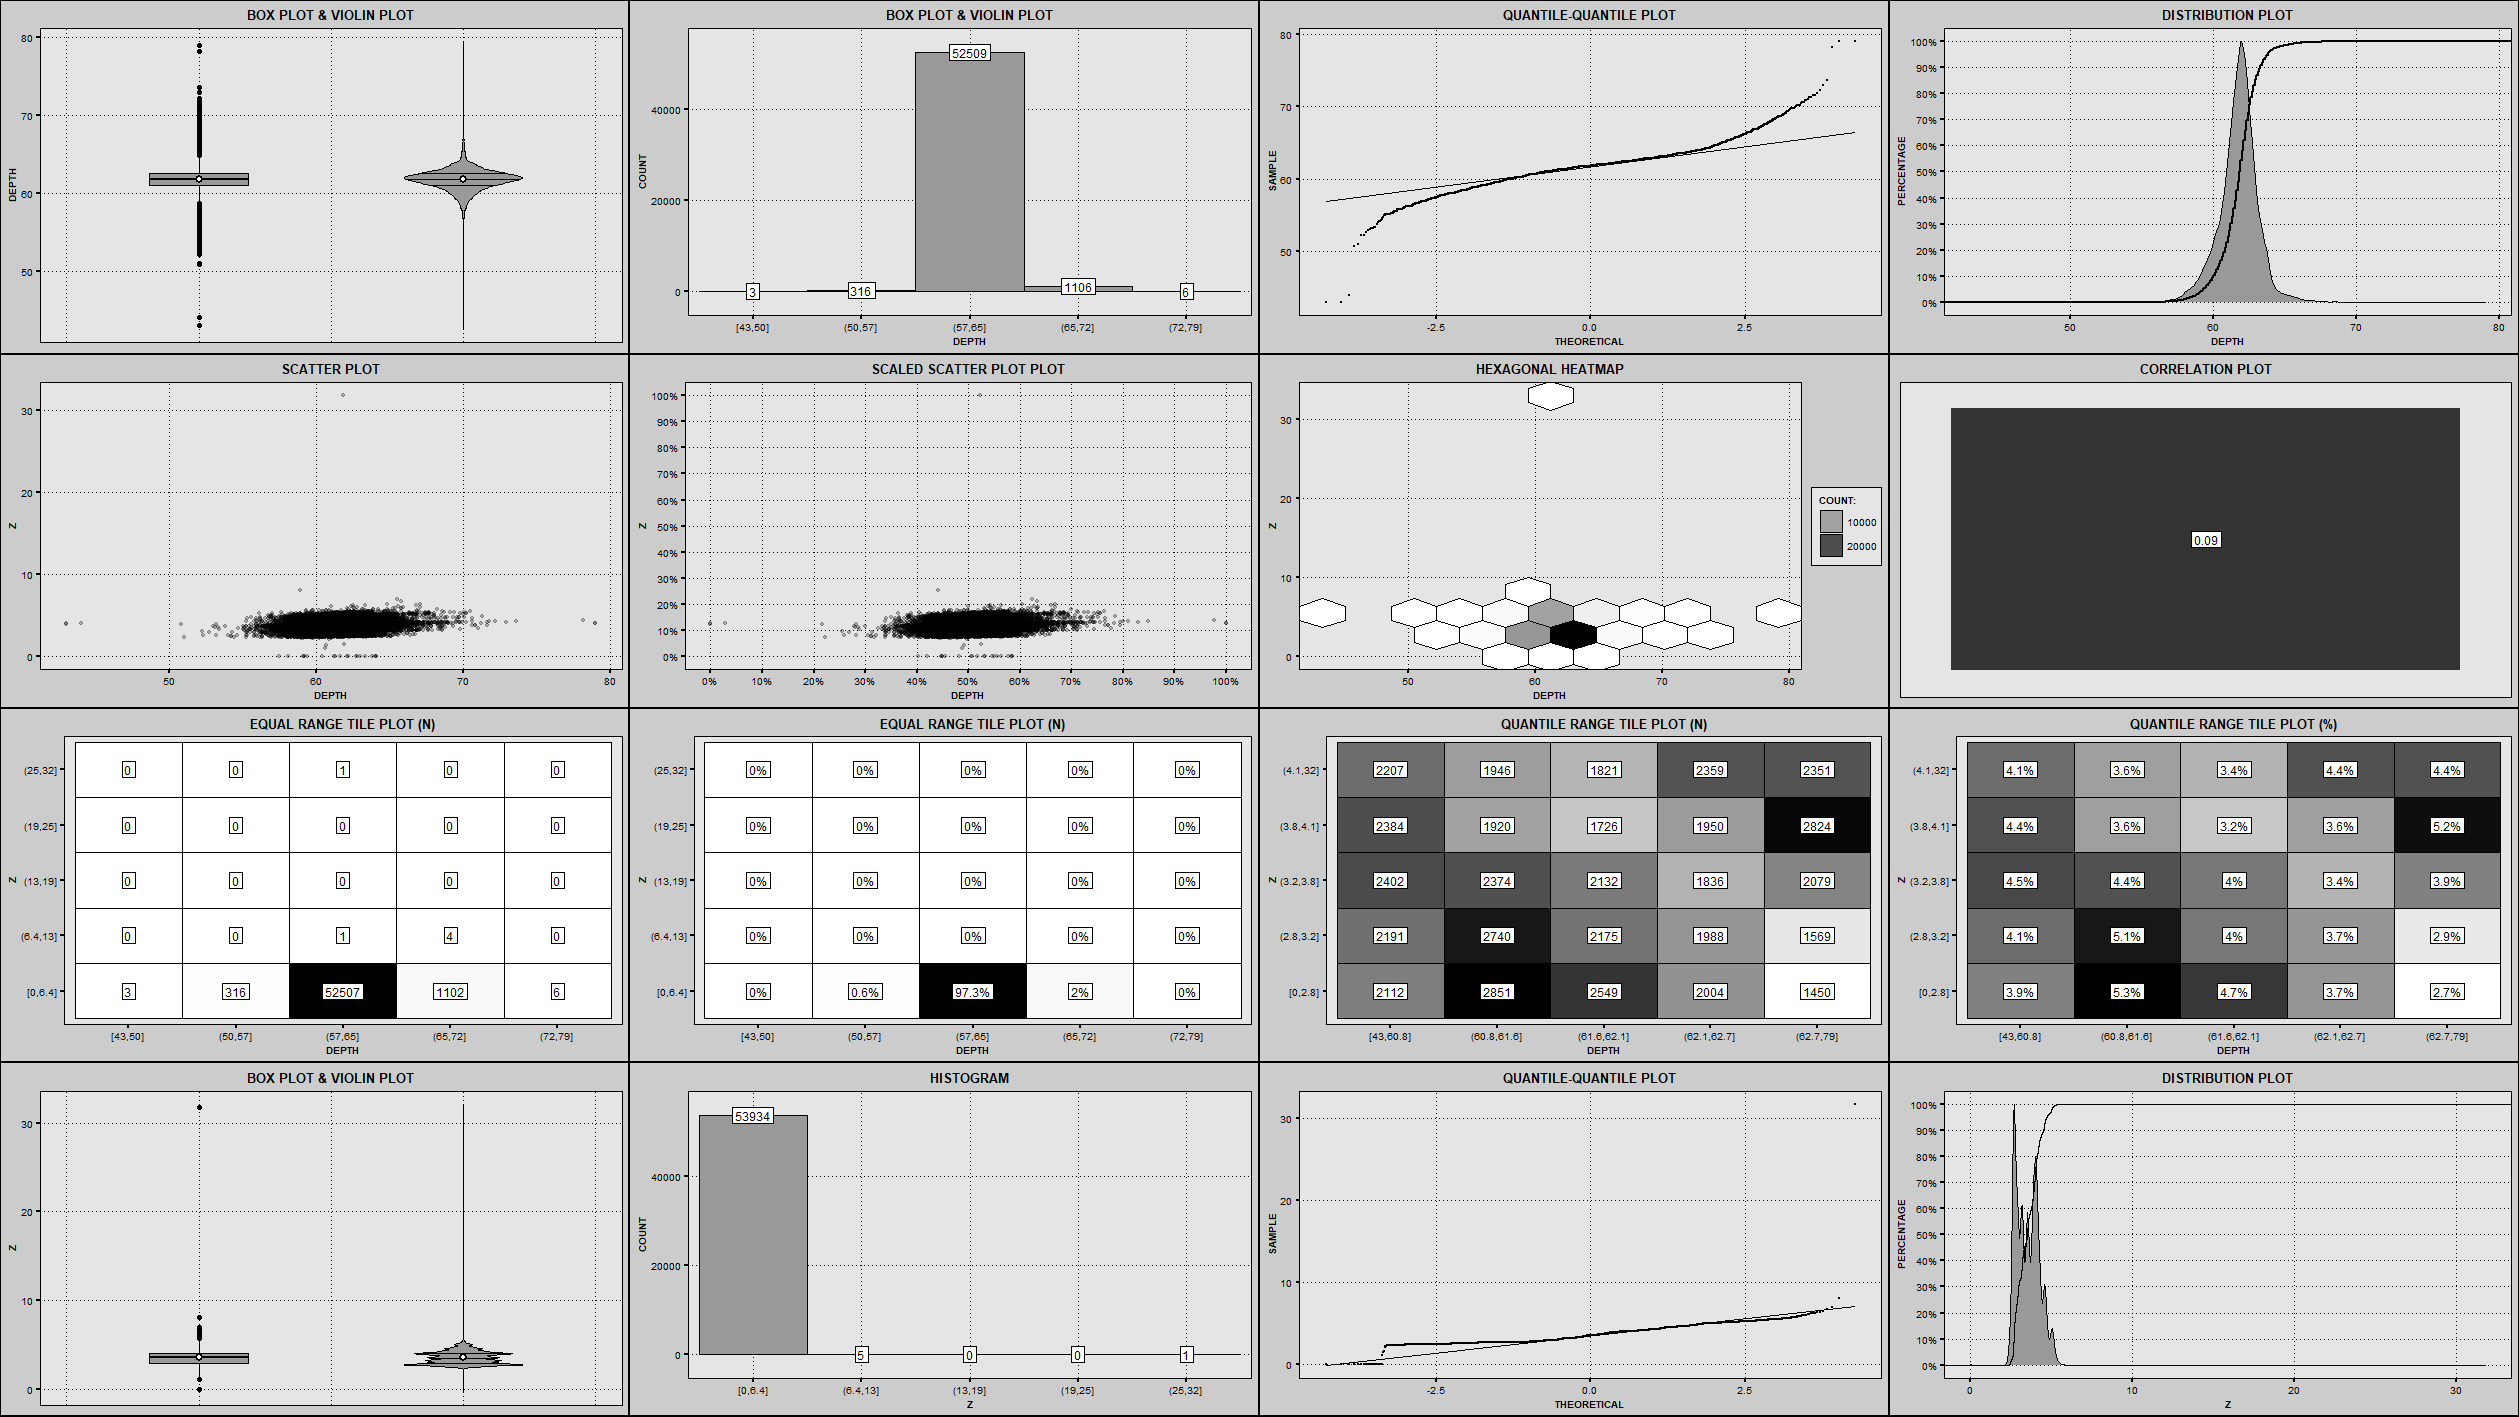 BOX PLOT & VIOLIN PLOT
80
70
60
50
DEPTH
BOX PLOT & VIOLIN PLOT
40000
20000
0
COUNT
3
316
52509
1106
6
[43,50]
(50,57]
(57,65]
(65,72]
(72,79]
DEPTH
QUANTILE-QUANTILE PLOT
80
70
60
50
SAMPLE
-2.5
0.0
2.5
THEORETICAL
DISTRIBUTION PLOT
100%
90%
80%
70%
60%
50%
40%
30%
20%
10%
0%
PERCENTAGE
50
60
70
80
DEPTH
SCATTER PLOT
30
20
10
0
Z
50
60
70
80
DEPTH
SCALED SCATTER PLOT PLOT
100%
90%
80%
70%
60%
50%
40%
30%
20%
10%
0%
Z
0%
10%
20%
30%
40%
50%
60%
70%
80%
90%
100%
DEPTH
HEXAGONAL HEATMAP
30
20
10
0
Z
50
60
70
80
DEPTH
COUNT:
10000
20000
CORRELATION PLOT
0.09
EQUAL RANGE TILE PLOT (N)
(25,32] 0 0 1 0 0
(19,25] 0 0 0 0 0
Z (13,19] 0 0 0 0 0
(6.4,13] 0 0 1 4 0
[0,6.4] 3 316 52507 1102 6
[43,50] (50,57] (57,65] (65,72] (72,79]
DEPTH
EQUAL RANGE TILE PLOT (N)
(25,32] 0% 0% 0% 0% 0%
(19,25] 0% 0% 0% 0% 0%
Z (13,19] 0% 0% 0% 0% 0%
(6.4,13] 0% 0% 0% 0% 0%
[0,6.4] 0% 0.6% 97.3% 2% 0%
[43,50] (50,57] (57,65] (65,72] (72,79]
DEPTH
QUANTILE RANGE TILE PLOT (N)
(4.1,32] 2207 1946 1821 2359 2351
(3.8,4.1] 2384 1920 1726 1950 2824
Z (3.2,3.8] 2402 2374 2132 1836 2079
(2.8,3.2] 2191 2740 2175 1988 1569
[0,2.8] 2112 2851 2549 2004 1450
[43,60.8] (60.8,61.6] (61.6,62.1] (62.1,62.7] (62.7,79]
DEPTH
QUANTILE RANGE TILE PLOT (%)
(4.1,32] 4.1% 3.6% 3.4% 4.4% 4.4%
(3.8,4.1] 4.4% 3.6% 3.2% 3.6% 5.2%
Z (3.2,3.8] 4.5% 4.4% 4% 3.4% 3.9%
(2.8,3.2] 4.1% 5.1% 4% 3.7% 2.9%
[0,2.8] 3.9% 5.3% 4.7% 3.7% 2.7%
[43,60.8] (60.8,61.6] (61.6,62.1] (62.1,62.7] (62.7,79]
DEPTH
BOX PLOT & VIOLIN PLOT
30
20
10
0
Z
HISTOGRAM
40000
20000
0
COUNT
53934
5
0
0
1
[0,6.4]
(6.4,13]
(13,19]
(19,25]
(25,32]
Z
QUANTILE-QUANTILE PLOT
30
20
10
0
SAMPLE
-2.5
0.0
2.5
THEORETICAL
DISTRIBUTION PLOT
100%
90%
80%
70%
60%
50%
40%
30%
20%
10%
0%
PERCENTAGE
0
10
20
30
Z